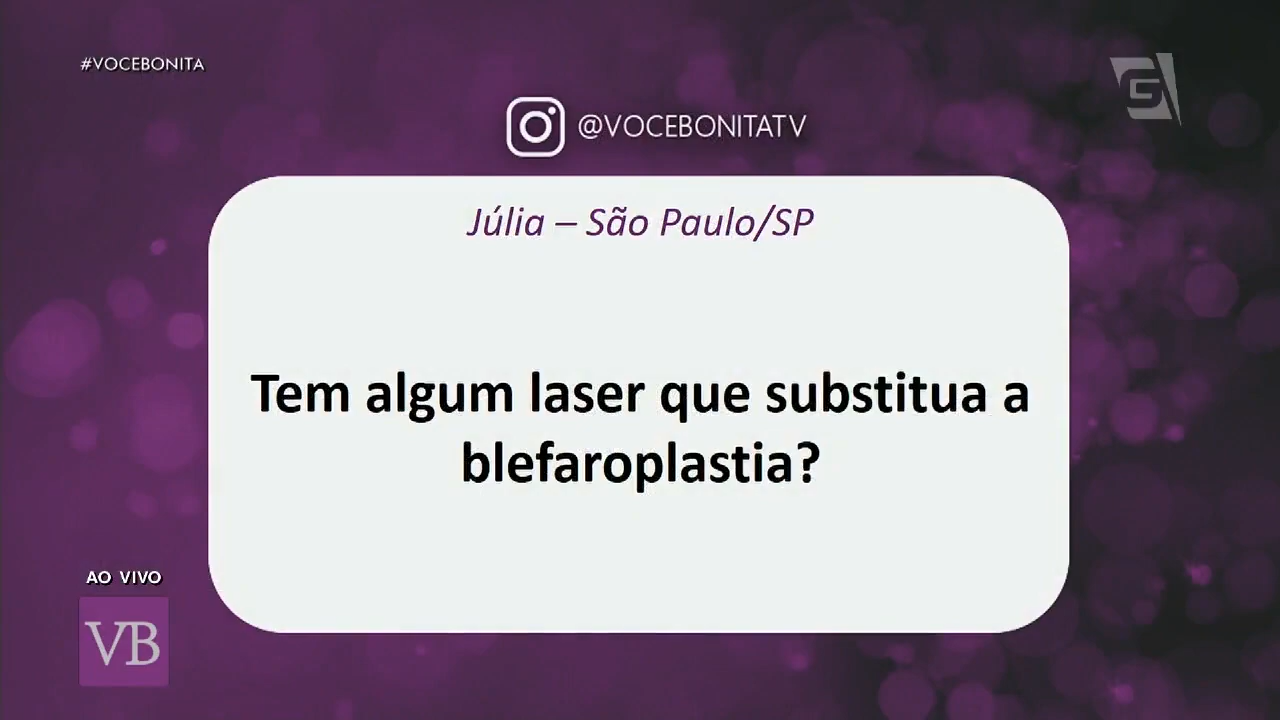 #VOCEBONITA
@VOCEBONITATV
Júlia – São Paulo/SP
Tem algum laser que substitua a
blefaroplastia?
AO VIVO
VB